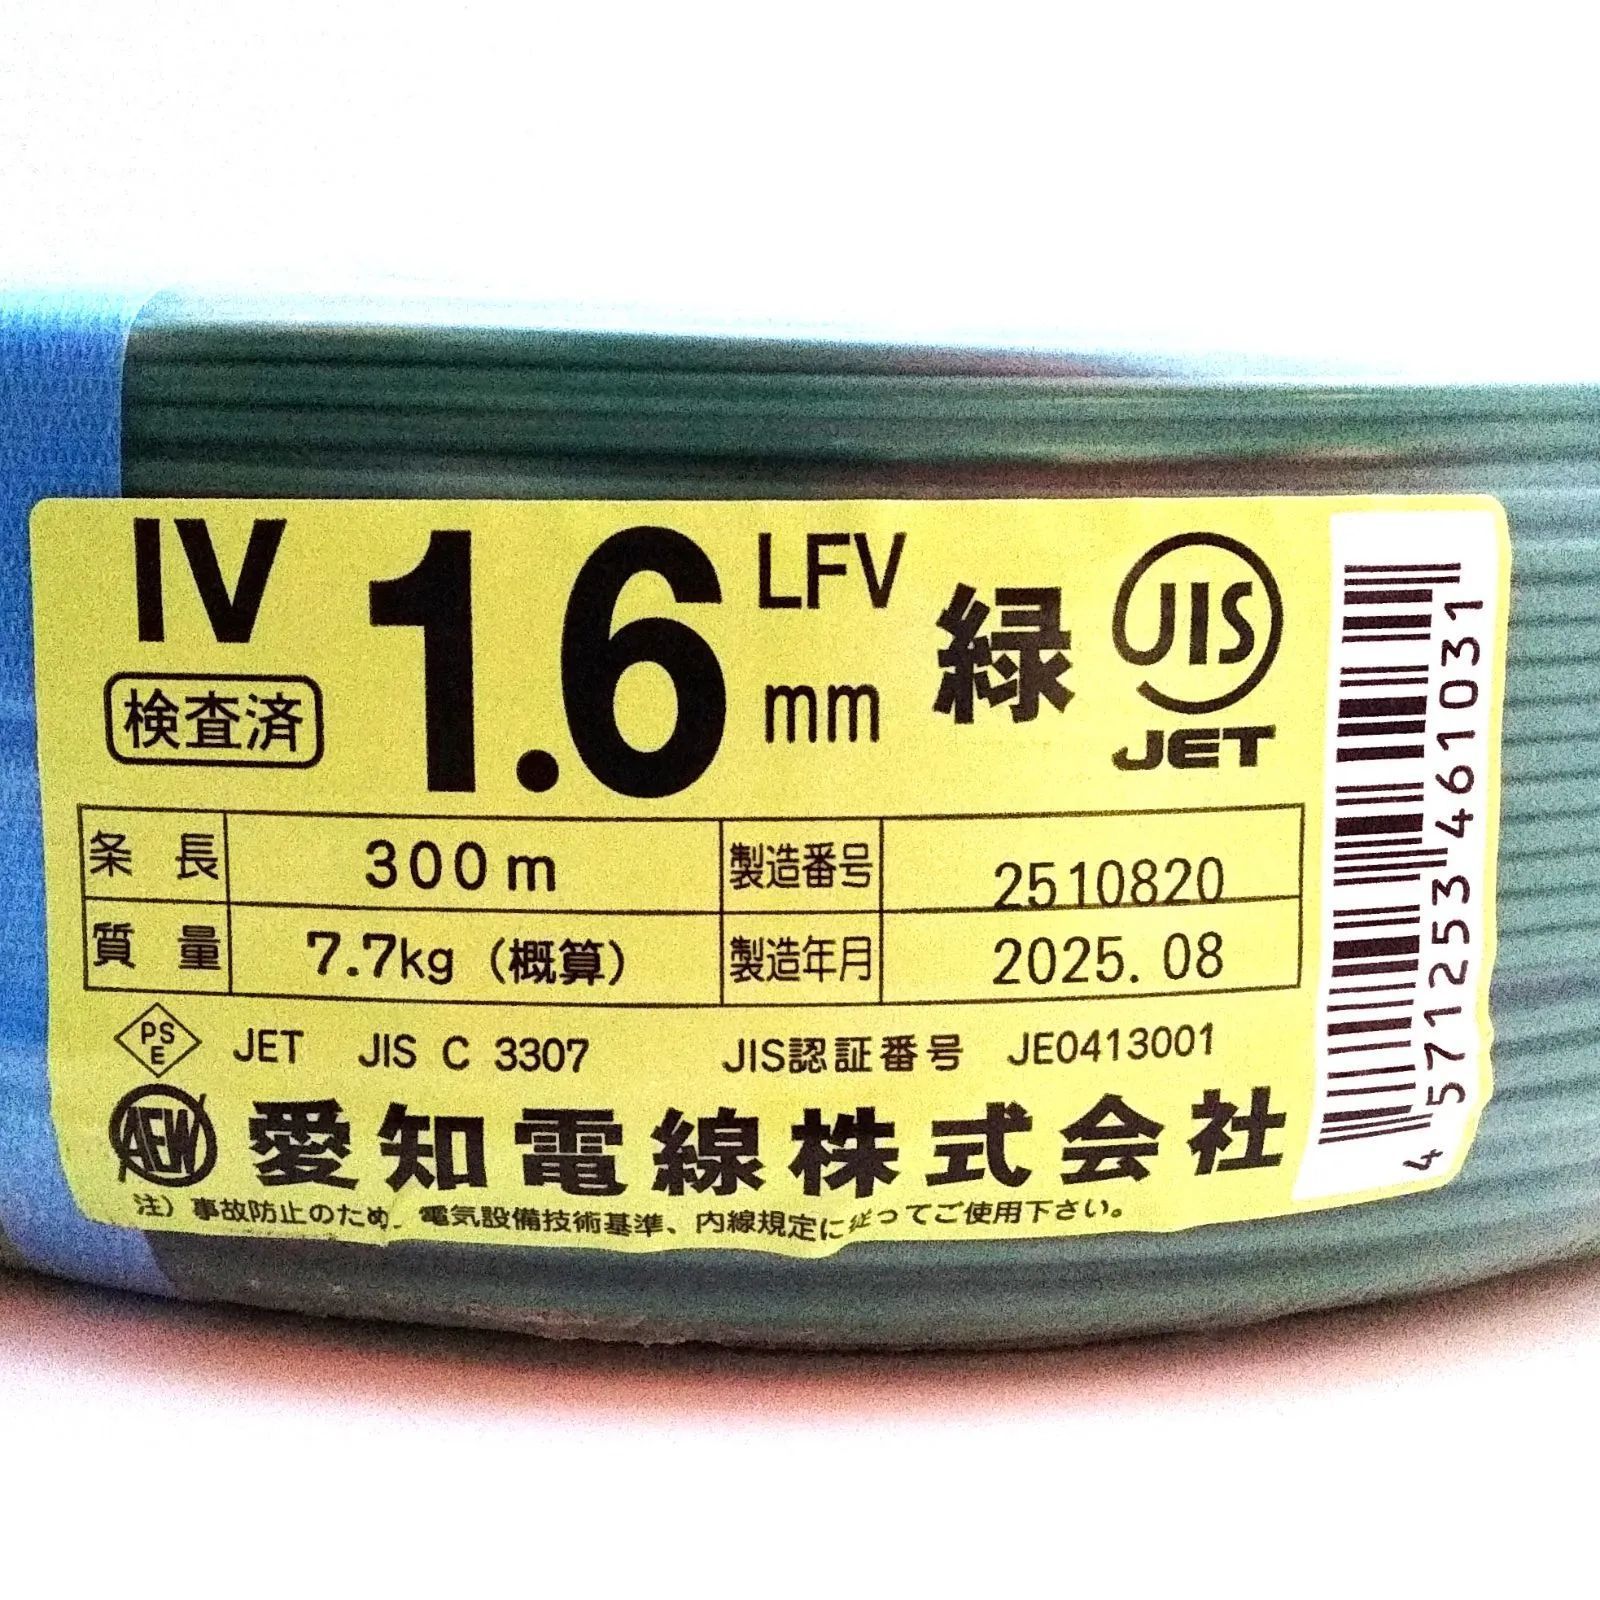 IV 1.6 mm LFV 緑 JIS
検査済 JET
条長 300m 製造番号 2510820
質量 7.7kg (概算) 製造年月 2025.08
PSE JET JIS C 3307 JIS認証番号 JE0413001
AEW 愛知電線株式会社
注) 事故防止のため、電気設備技術基準、内線規定に従ってご使用下さい。
4571253461031